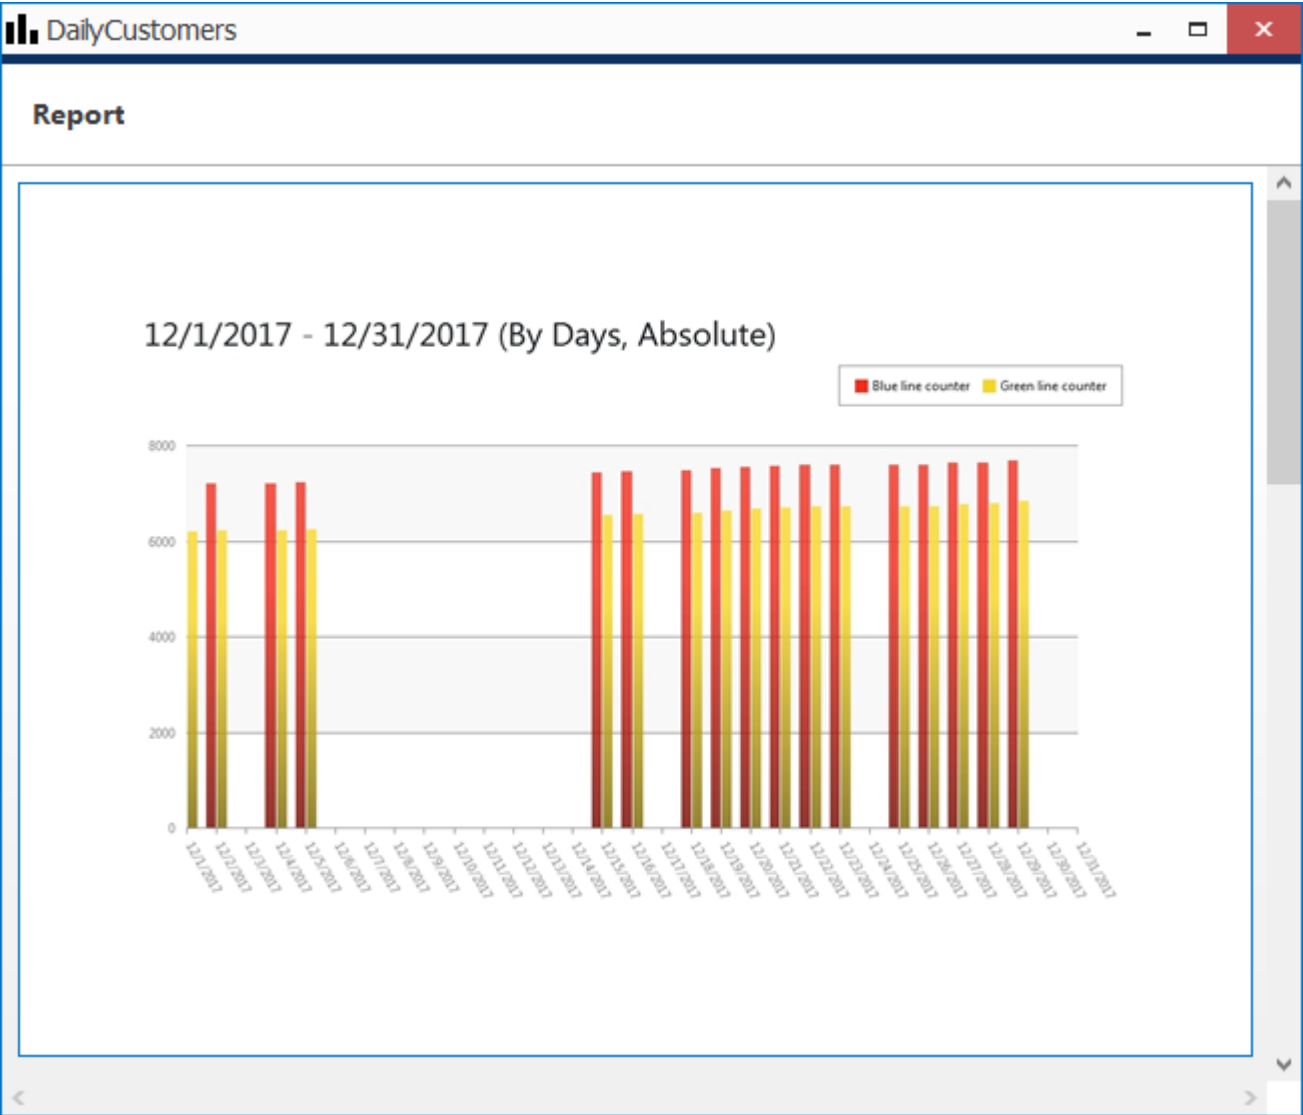 DailyCustomers
Report
12/1/2017 - 12/31/2017 (By Days, Absolute)
Blue line counter Green line counter
8000
6000
4000
2000
0
12/1/2017 12/2/2017 12/3/2017 12/4/2017 12/5/2017 12/6/2017 12/7/2017 12/8/2017 12/9/2017 12/10/2017 12/11/2017 12/12/2017 12/13/2017 12/14/2017 12/15/2017 12/16/2017 12/17/2017 12/18/2017 12/19/2017 12/20/2017 12/21/2017 12/22/2017 12/23/2017 12/24/2017 12/25/2017 12/26/2017 12/27/2017 12/28/2017 12/29/2017 12/30/2017 12/31/2017